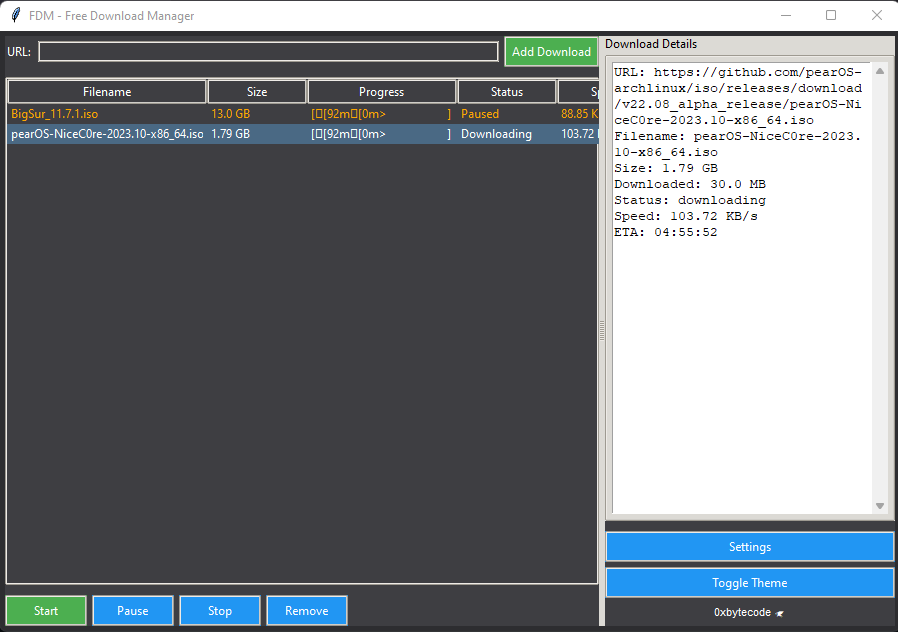 FDM - Free Download Manager
URL:
Add Download
Filename Size Progress Status Sp
BigSur_11.7.1.iso 13.0 GB [□[92m□[0m> ] Paused 88.85 K
pearOS-NiceC0re-2023.10-x86_64.iso 1.79 GB [□[92m□[0m> ] Downloading 103.72
Download Details
URL: https://github.com/pearOS-
archlinux/iso/releases/download
/v22.08_alpha_release/pearOS-Ni
ceC0re-2023.10-x86_64.iso
Filename: pearOS-NiceC0re-2023.
10-x86_64.iso
Size: 1.79 GB
Downloaded: 30.0 MB
Status: downloading
Speed: 103.72 KB/s
ETA: 04:55:52
Start Pause Stop Remove
Settings
Toggle Theme
0xbytecode